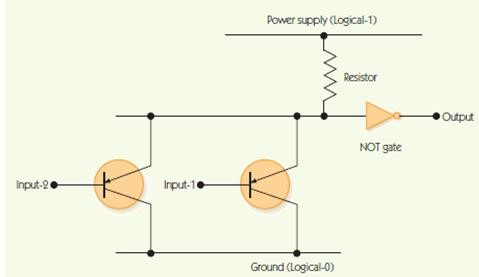 Power supply (Logical-1)
Resistor
Output
NOT gate
Input-2
Input-1
Ground (Logical-0)